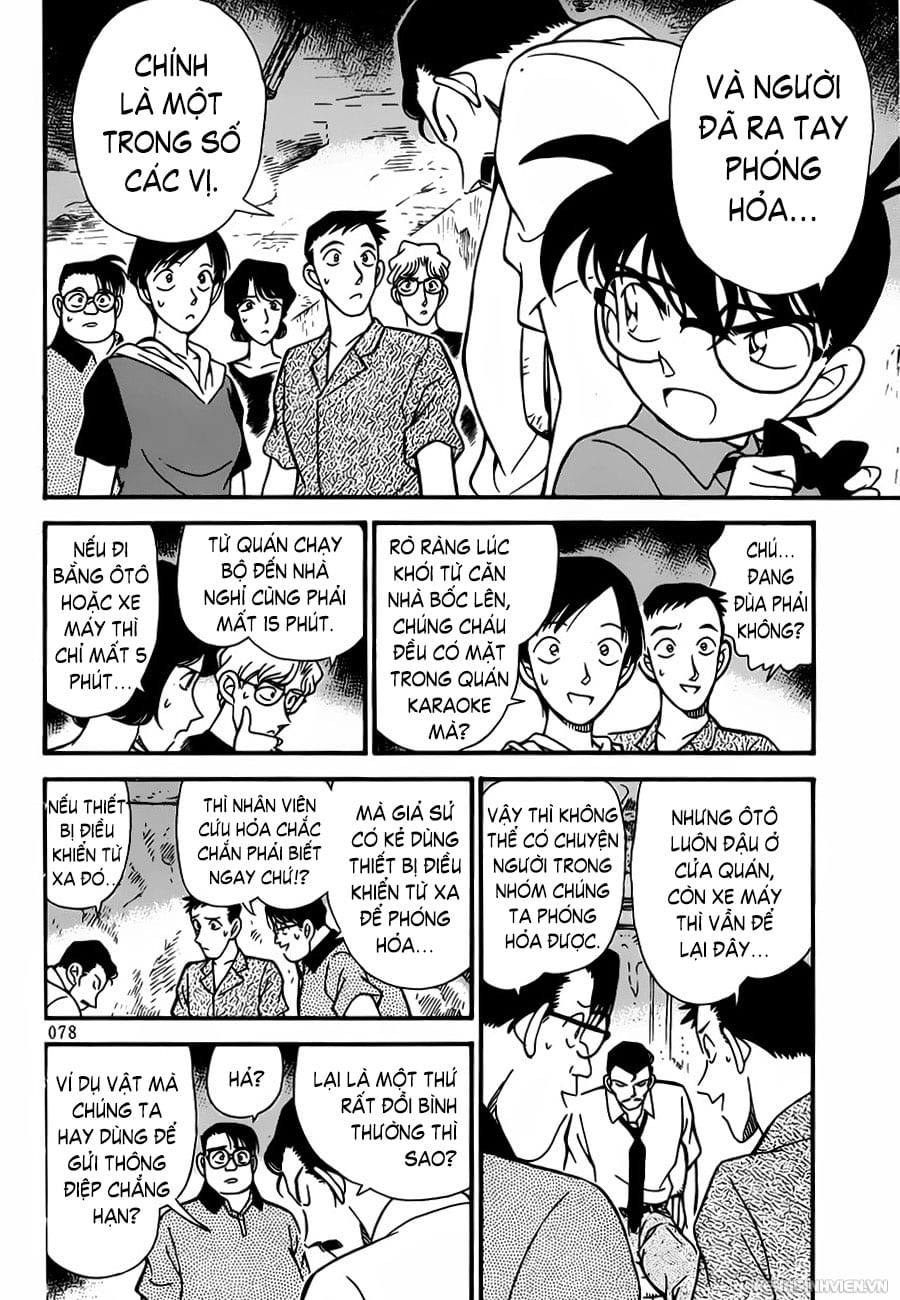 VÀ NGƯỜI
ĐÃ RA TAY
PHÓNG
HỎA...
CHÍNH
LÀ MỘT
TRONG SỐ
CÁC VỊ.
CHÚ...
ĐANG
ĐÙA PHẢI
KHÔNG?
RÕ RÀNG LÚC
KHÓI TỪ CĂN
NHÀ BỐC LÊN,
CHÚNG CHÁU
ĐỀU CÓ MẶT
TRONG QUÁN
KARAOKE
MÀ?
TỪ QUÁN CHẠY
BỘ ĐẾN NHÀ
NGHỈ CŨNG PHẢI
MẤT 15 PHÚT.
NẾU ĐI
BẰNG ÔTÔ
HOẶC XE
MÁY THÌ
CHỈ MẤT 5
PHÚT...
NHƯNG ÔTÔ
LUÔN ĐẬU Ở
CỬA QUÁN,
CÒN XE MÁY
THÌ VẪN ĐỂ
LẠI ĐÂY...
VẬY THÌ KHÔNG
THỂ CÓ CHUYỆN
NGƯỜI TRONG
NHÓM CHÚNG
TA PHÓNG
HỎA ĐƯỢC.
MÀ GIẢ SỬ
CÓ KẺ DÙNG
THIẾT BỊ ĐIỀU
KHIỂN TỪ XA
ĐỂ PHÓNG
HỎA...
THÌ NHÂN VIÊN
CỨU HỎA CHẮC
CHẮN PHẢI BIẾT
NGAY CHỨ!?
NẾU THIẾT
BỊ ĐIỀU
KHIỂN TỪ
XA ĐÓ...
078
LẠI LÀ MỘT THỨ
RẤT ĐỖI BÌNH
THƯỜNG THÌ
SAO?
HẢ?
VÍ DỤ VẬT MÀ
CHÚNG TA
HAY DÙNG ĐỂ
GỬI THÔNG
ĐIỆP CHẲNG
HẠN?